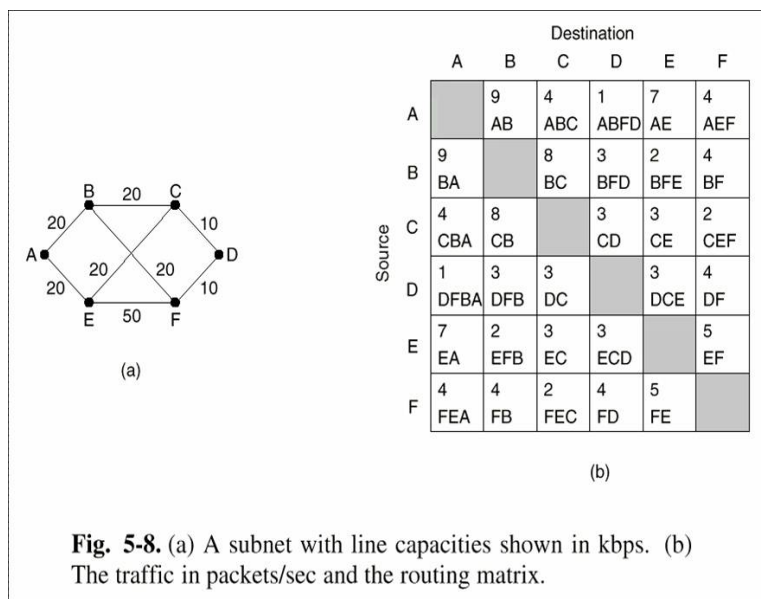 Destination
A B C D E F
A
9 4 1 7 4
AB ABC ABFD AE AEF
B
9 8 3 2 4
BA BC BFD BFE BF
C
4 8 3 3 2
CBA CB CD CE CEF
D
1 3 3 3 4
DFBA DFB DC DCE DF
E
7 2 3 3 5
EA EFB EC ECD EF
F
4 4 2 4 5
FEA FB FEC FD FE
Source
(b)
B 20 C
20 10
A D
20 20 20 10
E 50 F
(a)
Fig. 5-8. (a) A subnet with line capacities shown in kbps. (b)
The traffic in packets/sec and the routing matrix.